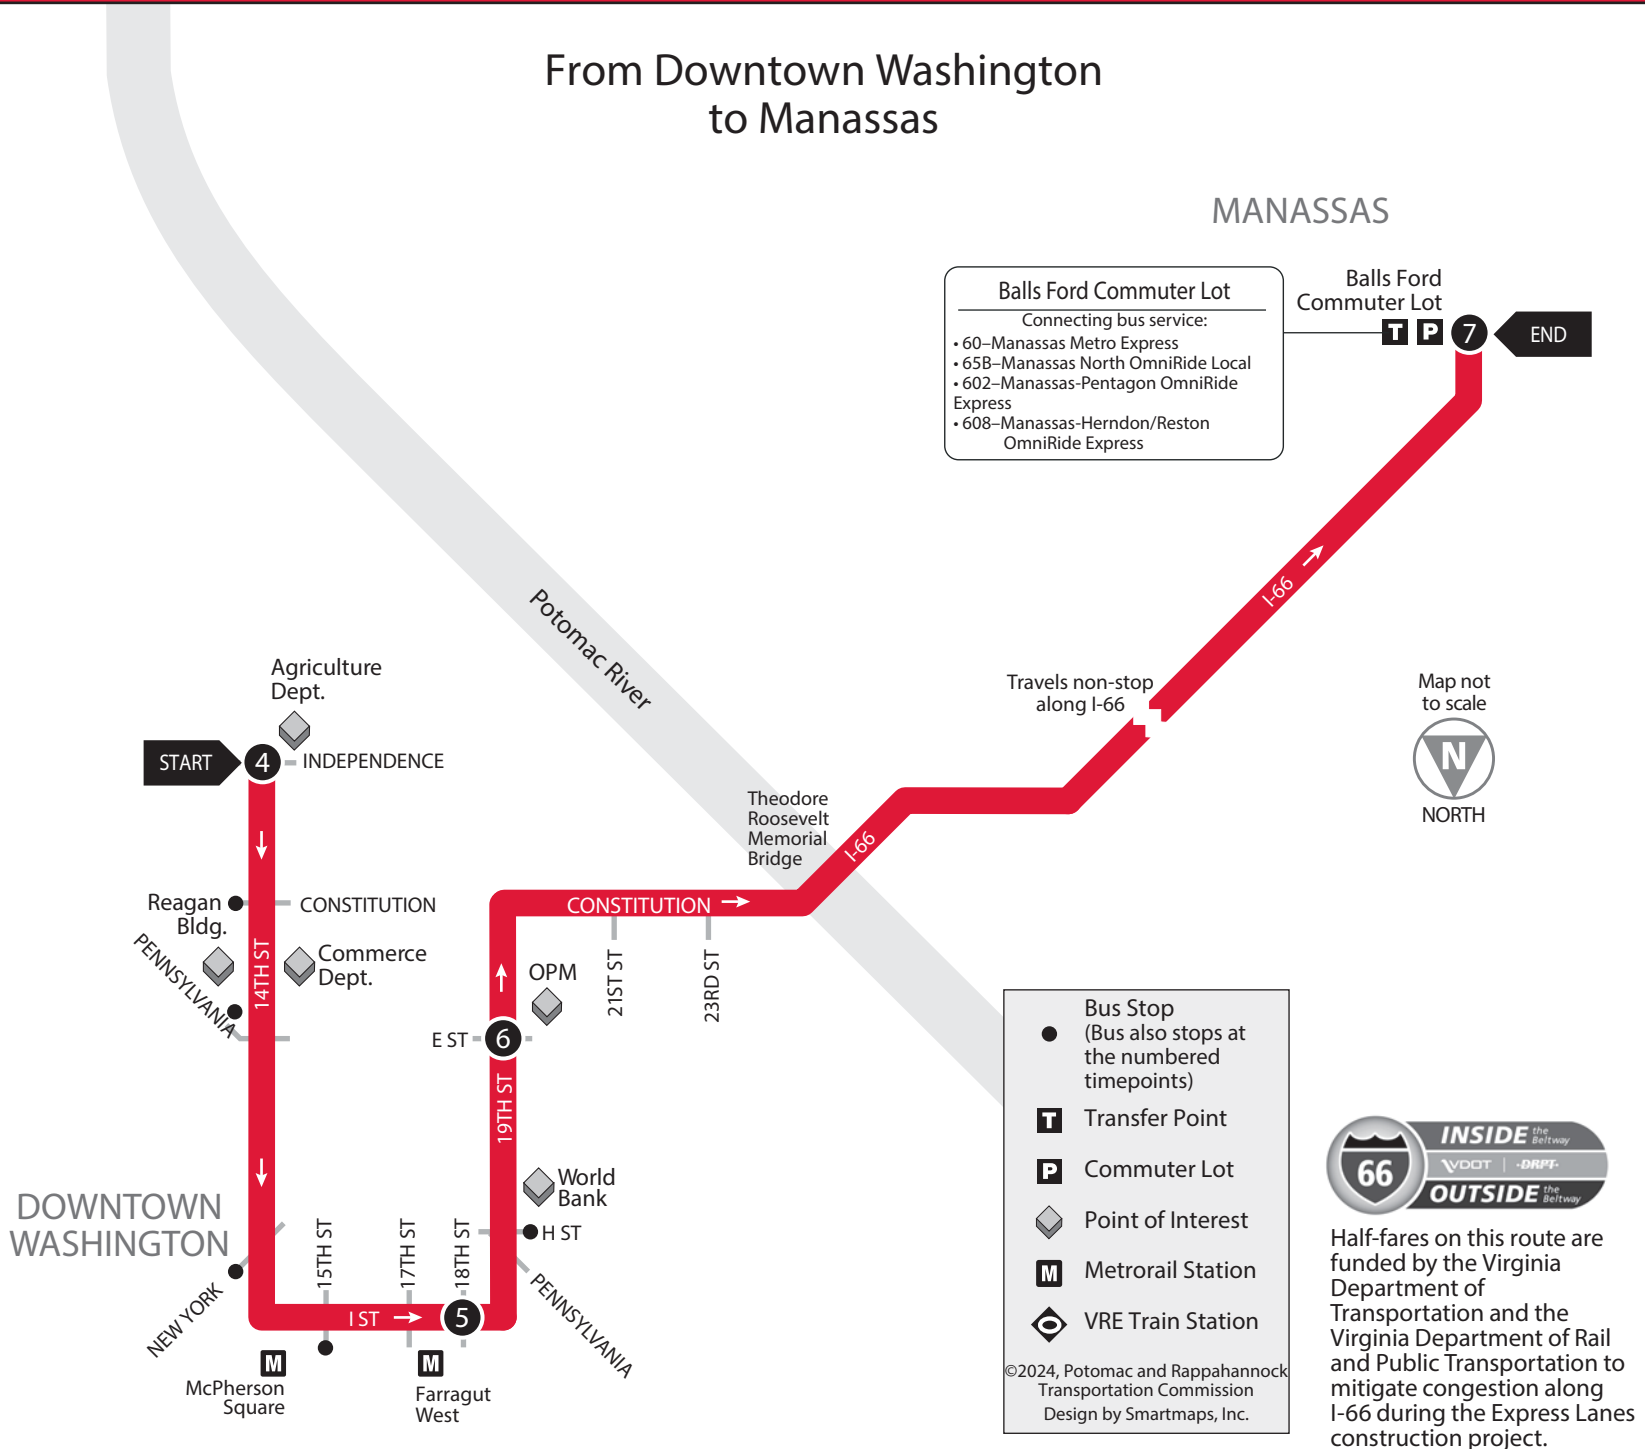 From Downtown Washington
to Manassas
MANASSAS
Balls Ford
Commuter Lot
T P 7
END
Balls Ford Commuter Lot
Connecting bus service:
• 60–Manassas Metro Express
• 65B–Manassas North OmniRide Local
• 602–Manassas-Pentagon OmniRide
Express
• 608–Manassas-Herndon/Reston
OmniRide Express
I-66
Potomac River
Travels non-stop
along I-66
Map not
to scale
N
NORTH
Agriculture
Dept.
START
4
INDEPENDENCE
Theodore
Roosevelt
Memorial
Bridge
I-66
Reagan
Bldg.
CONSTITUTION
CONSTITUTION
PENNSYLVANIA
14TH ST
Commerce
Dept.
OPM
21ST ST
23RD ST
E ST
6
19TH ST
World
Bank
H ST
DOWNTOWN
WASHINGTON
NEW YORK
15TH ST
17TH ST
18TH ST
PENNSYLVANIA
I ST
5
M
McPherson
Square
M
Farragut
West
Bus Stop
(Bus also stops at
the numbered
timepoints)
T Transfer Point
P Commuter Lot
Point of Interest
M Metrorail Station
VRE Train Station
©2024, Potomac and Rappahannock
Transportation Commission
Design by Smartmaps, Inc.
66
INSIDE the Beltway
VDOT | DRPT
OUTSIDE the Beltway
Half-fares on this route are
funded by the Virginia
Department of
Transportation and the
Virginia Department of Rail
and Public Transportation to
mitigate congestion along
I-66 during the Express Lanes
construction project.